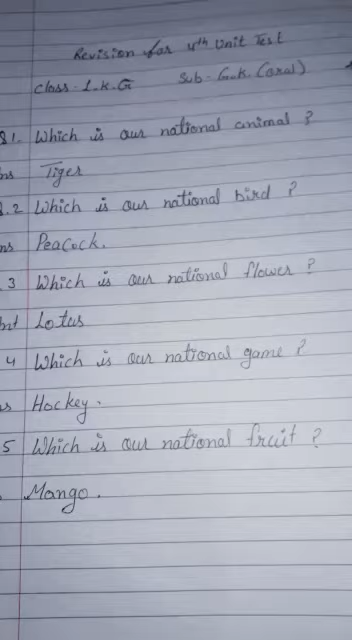 Revision for 4th Unit Test
Class - L.K.G Sub - G.K. (oral)
Q1. Which is our national animal ?
ns Tiger
Q.2 Which is our national bird ?
ns Peacock.
3 Which is our national flower ?
Lotus
4 Which is our national game ?
s Hockey.
5 Which is our national fruit ?
Mango.